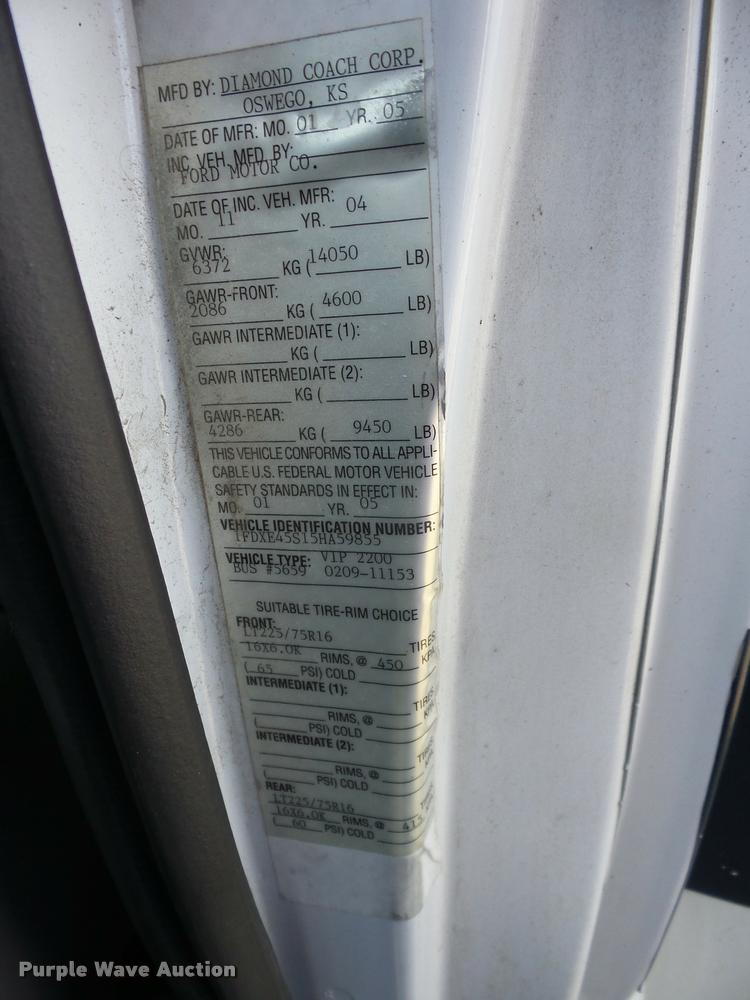 MFD BY: DIAMOND COACH CORP.
OSWEGO, KS
DATE OF MFR: MO. 01 YR. 05
INC. VEH. MFD. BY:
FORD MOTOR CO.
DATE OF INC. VEH. MFR:
MO. 11 YR. 04
GVWR:
6372 KG ( 14050 LB)
GAWR-FRONT:
2086 KG ( 4600 LB)
GAWR INTERMEDIATE (1):
KG ( LB)
GAWR INTERMEDIATE (2):
KG ( LB)
GAWR-REAR:
4286 KG ( 9450 LB)
THIS VEHICLE CONFORMS TO ALL APPLI-
CABLE U.S. FEDERAL MOTOR VEHICLE
SAFETY STANDARDS IN EFFECT IN:
MO. 01 YR. 05
VEHICLE IDENTIFICATION NUMBER:
1FDXE45S15HA59855
VEHICLE TYPE: VIP 2200
BUS #5659 0209-11153
SUITABLE TIRE-RIM CHOICE
FRONT:
LT225/75R16 TIRES
16X6.0K RIMS, @ 450 KPA
( 65 PSI) COLD
INTERMEDIATE (1):
TIRES
RIMS, @ KPA
( PSI) COLD
INTERMEDIATE (2):
RIMS, @
( PSI) COLD
REAR:
LT225/75R16
16X6.0K RIMS, @ 415
( 60 PSI) COLD
Purple Wave Auction